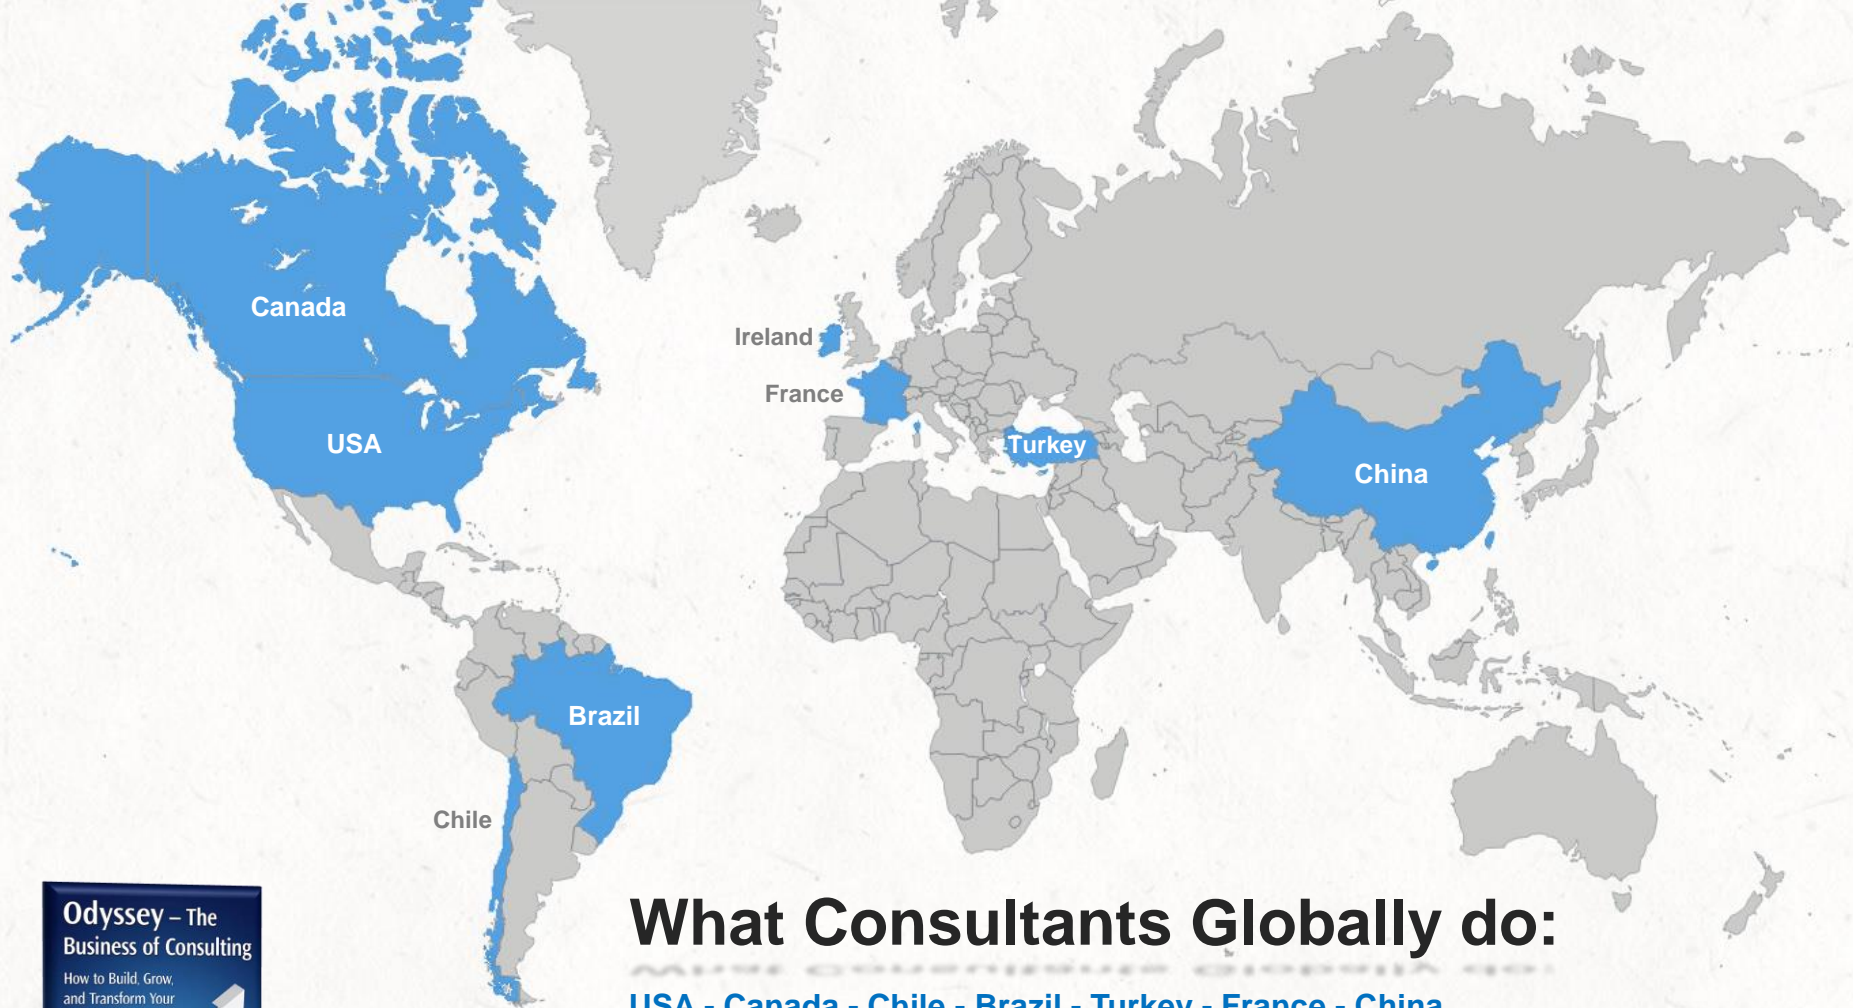 Canada
Ireland
France
USA
Turkey
China
Brazil
Chile
Odyssey – The
Business of Consulting
How to Build, Grow,
and Transform Your
What Consultants Globally do:
USA - Canada - Chile - Brazil - Turkey - France - China